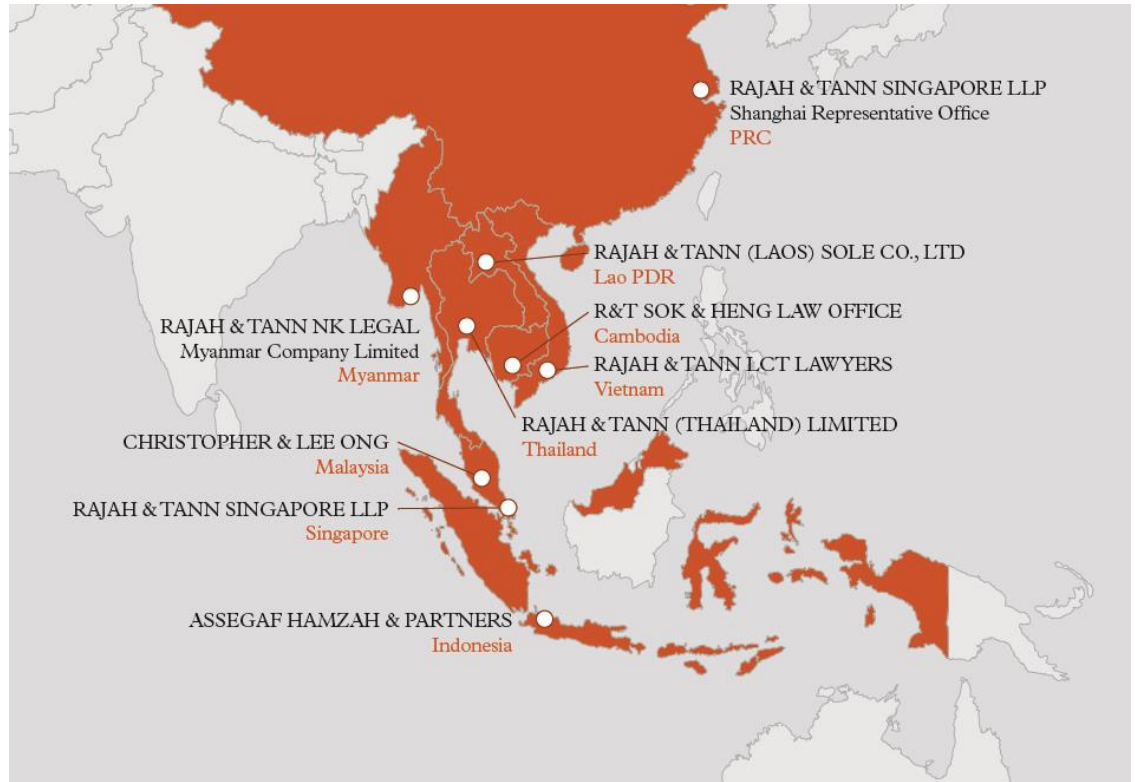 RAJAH & TANN SINGAPORE LLP
Shanghai Representative Office
PRC
RAJAH & TANN (LAOS) SOLE CO., LTD
Lao PDR
R&T SOK & HENG LAW OFFICE
Cambodia
RAJAH & TANN NK LEGAL
Myanmar Company Limited
Myanmar
RAJAH & TANN LCT LAWYERS
Vietnam
RAJAH & TANN (THAILAND) LIMITED
Thailand
CHRISTOPHER & LEE ONG
Malaysia
RAJAH & TANN SINGAPORE LLP
Singapore
ASSEGAF HAMZAH & PARTNERS
Indonesia